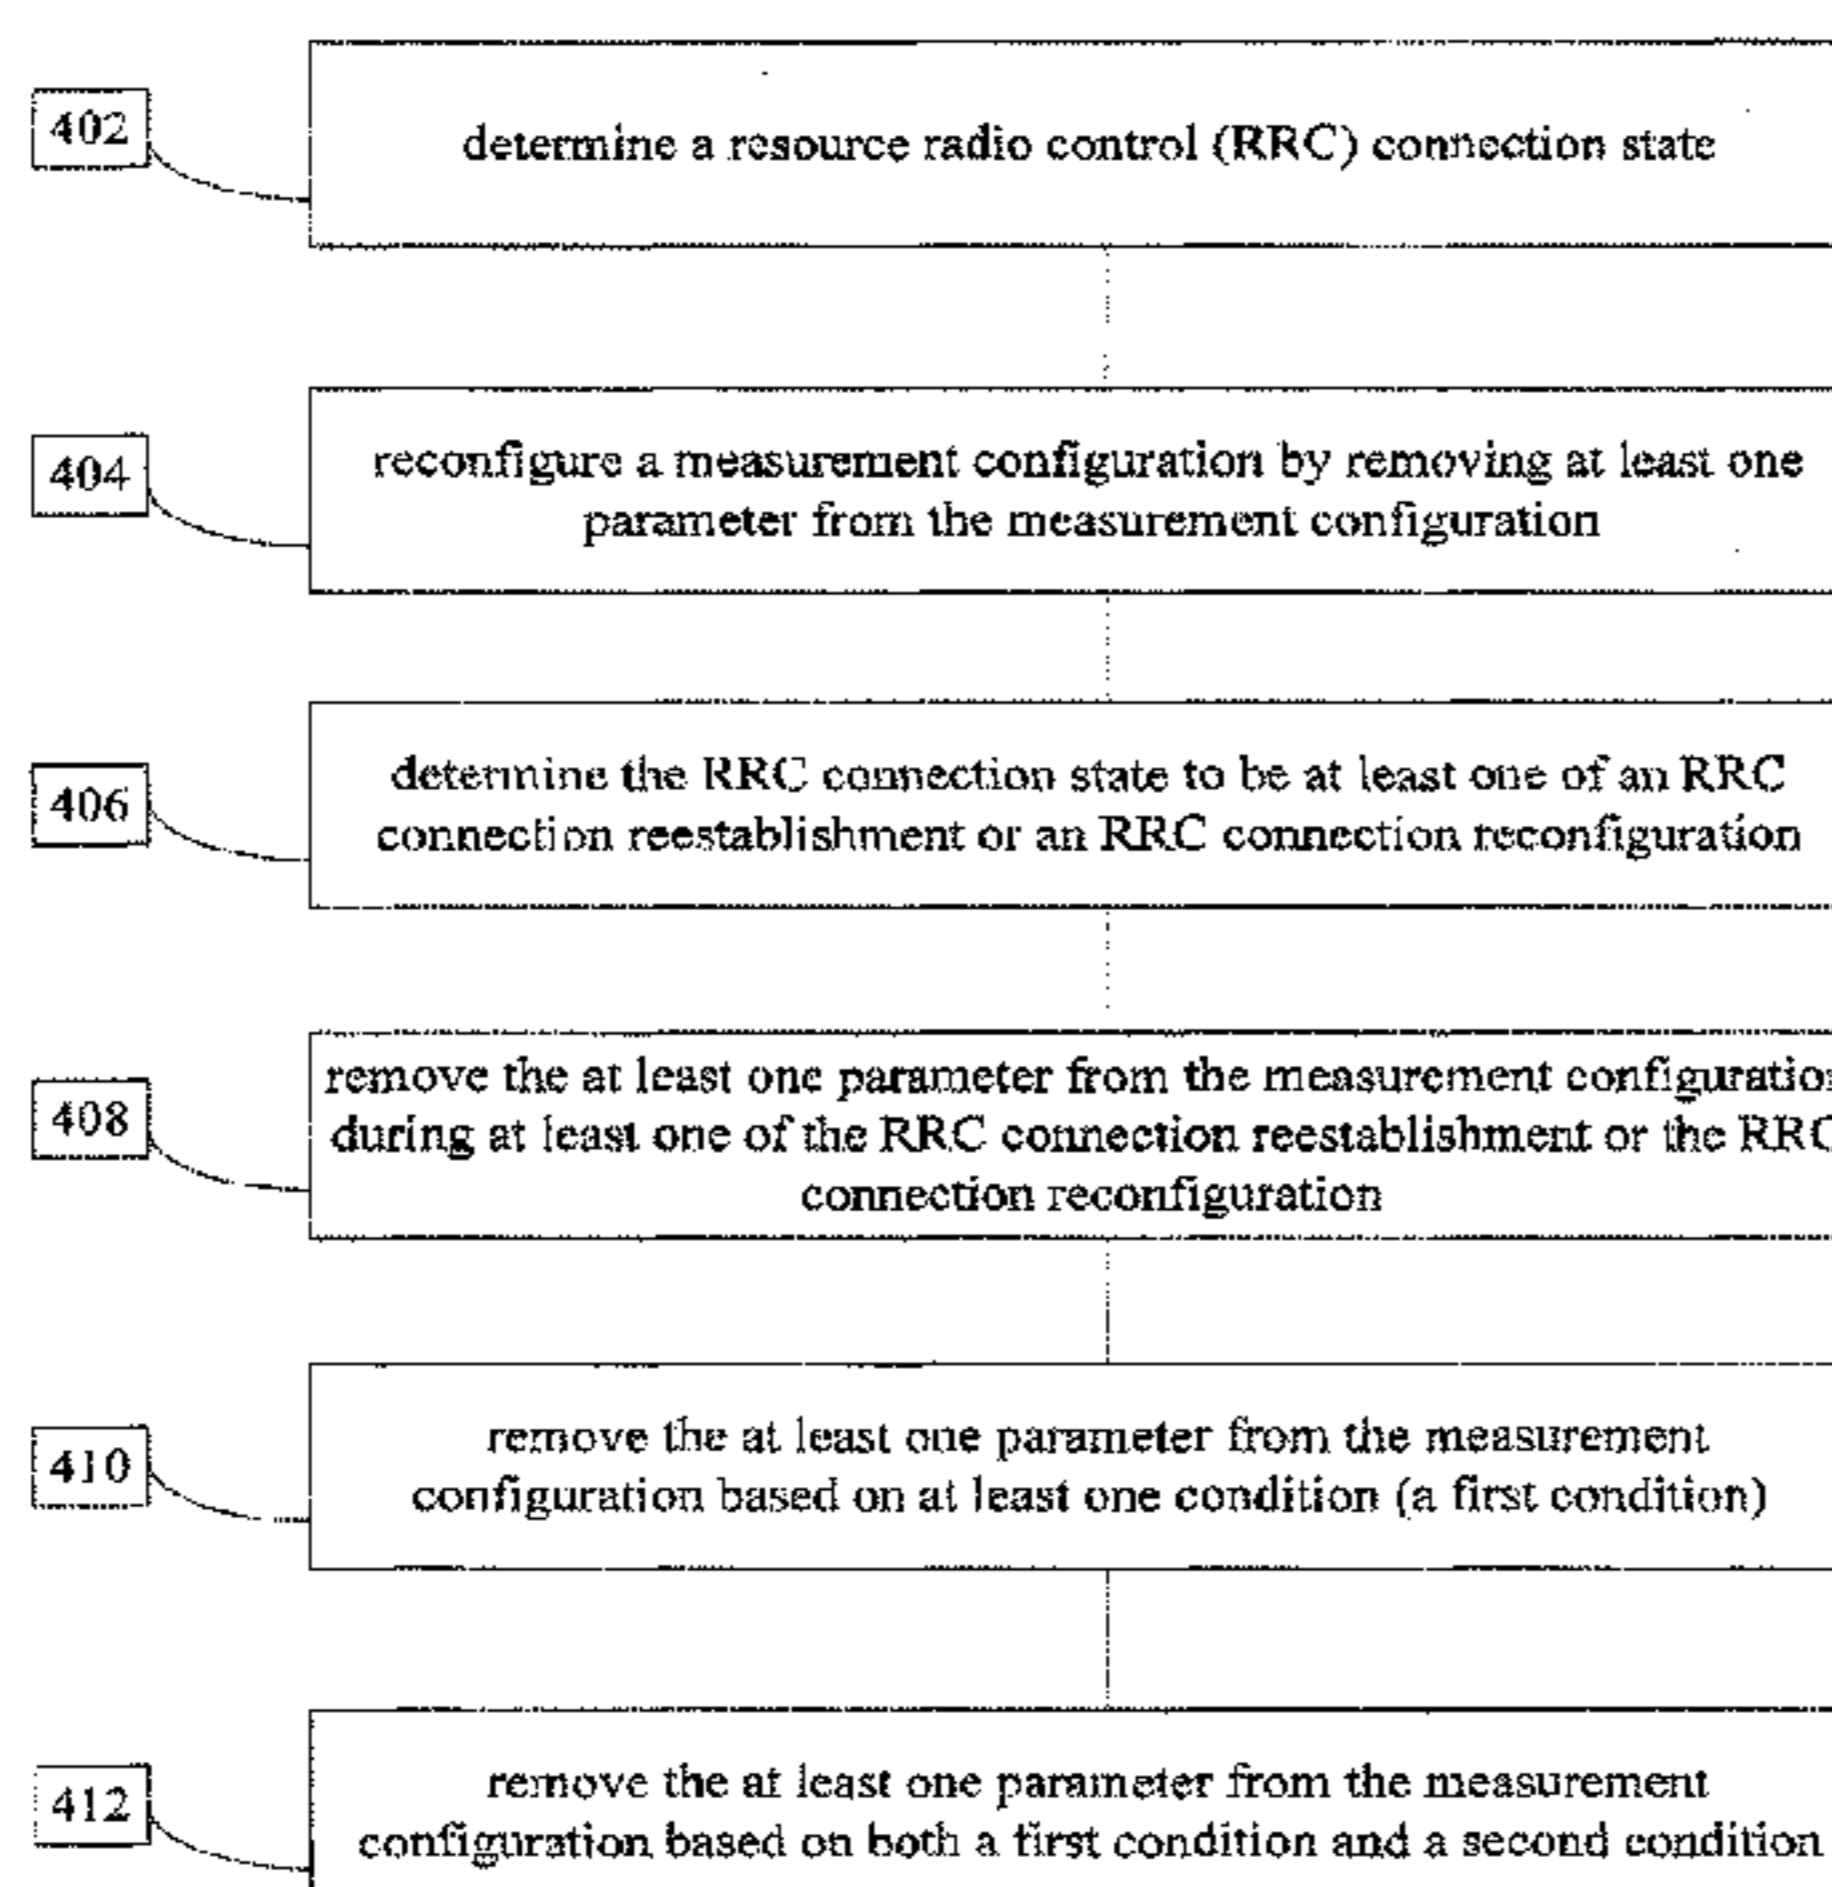 402
determine a resource radio control (RRC) connection state
404
reconfigure a measurement configuration by removing at least one
parameter from the measurement configuration
406
determine the RRC connection state to be at least one of an RRC
connection reestablishment or an RRC connection reconfiguration
408
remove the at least one parameter from the measurement configuration
during at least one of the RRC connection reestablishment or the RRC
connection reconfiguration
410
remove the at least one parameter from the measurement
configuration based on at least one condition (a first condition)
412
remove the at least one parameter from the measurement
configuration based on both a first condition and a second condition